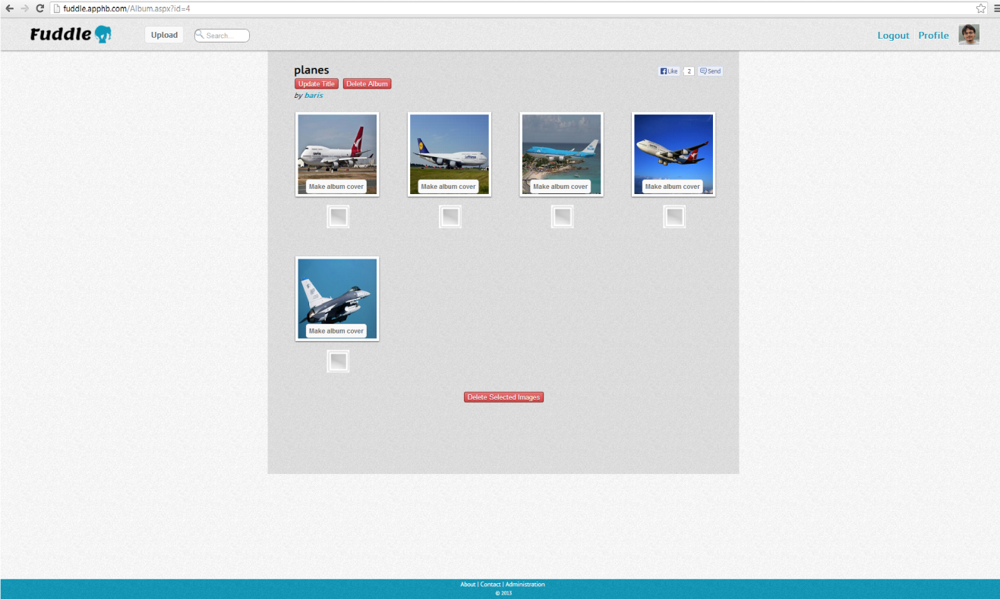 fuddle.apphb.com/Album.aspx?id=4
Fuddle
Upload
Search...
Logout Profile
planes
Like 2 Send
Update Title Delete Album
by baris
Make album cover Make album cover Make album cover Make album cover
Make album cover
Delete Selected Images
About | Contact | Administration
© 2013